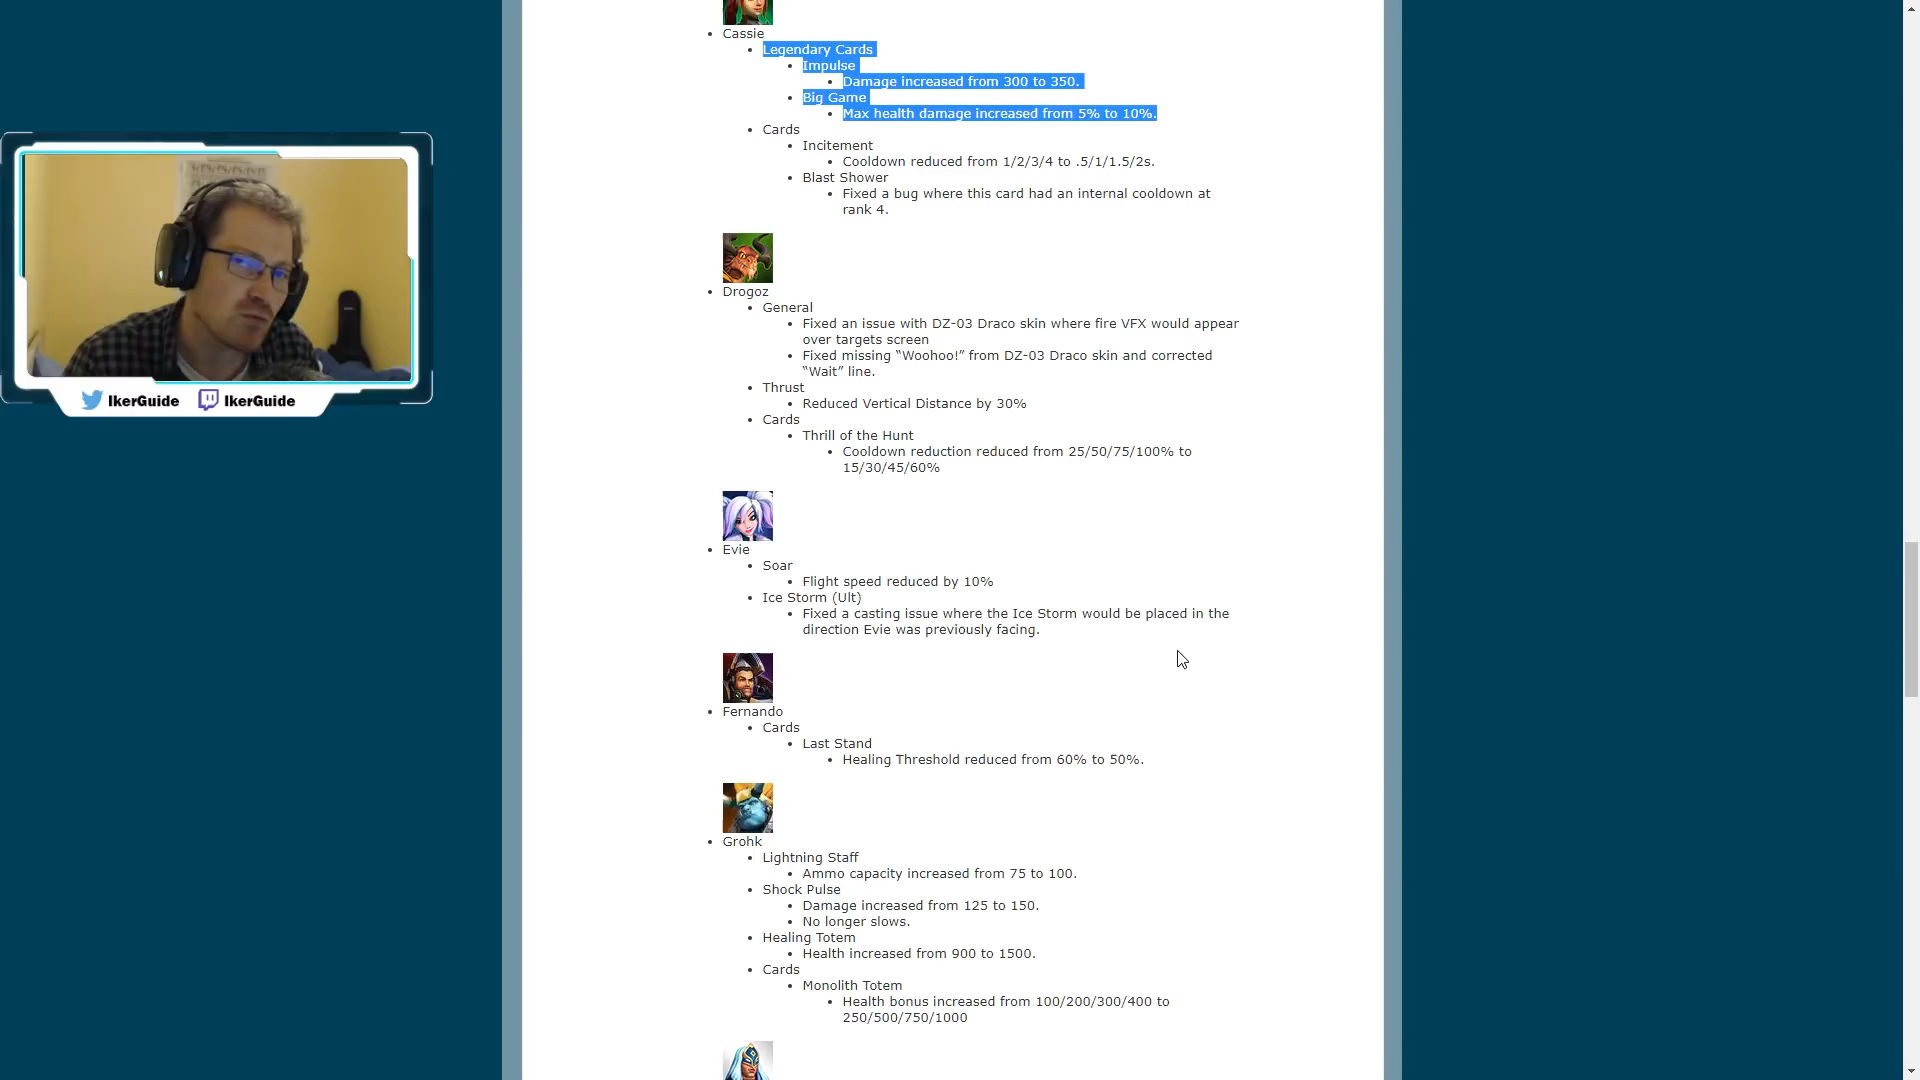 Cassie
Legendary Cards
Impulse
Damage increased from 300 to 350.
Big Game
Max health damage increased from 5% to 10%.
Cards
Incitement
Cooldown reduced from 1/2/3/4 to .5/1/1.5/2s.
Blast Shower
Fixed a bug where this card had an internal cooldown at
rank 4.
Drogoz
General
Fixed an issue with DZ-03 Draco skin where fire VFX would appear
over targets screen
Fixed missing “Woohoo!” from DZ-03 Draco skin and corrected
“Wait” line.
Thrust
Reduced Vertical Distance by 30%
Cards
Thrill of the Hunt
Cooldown reduction reduced from 25/50/75/100% to
15/30/45/60%
Evie
Soar
Flight speed reduced by 10%
Ice Storm (Ult)
Fixed a casting issue where the Ice Storm would be placed in the
direction Evie was previously facing.
Fernando
Cards
Last Stand
Healing Threshold reduced from 60% to 50%.
Grohk
Lightning Staff
Ammo capacity increased from 75 to 100.
Shock Pulse
Damage increased from 125 to 150.
No longer slows.
Healing Totem
Health increased from 900 to 1500.
Cards
Monolith Totem
Health bonus increased from 100/200/300/400 to
250/500/750/1000
IkerGuide IkerGuide